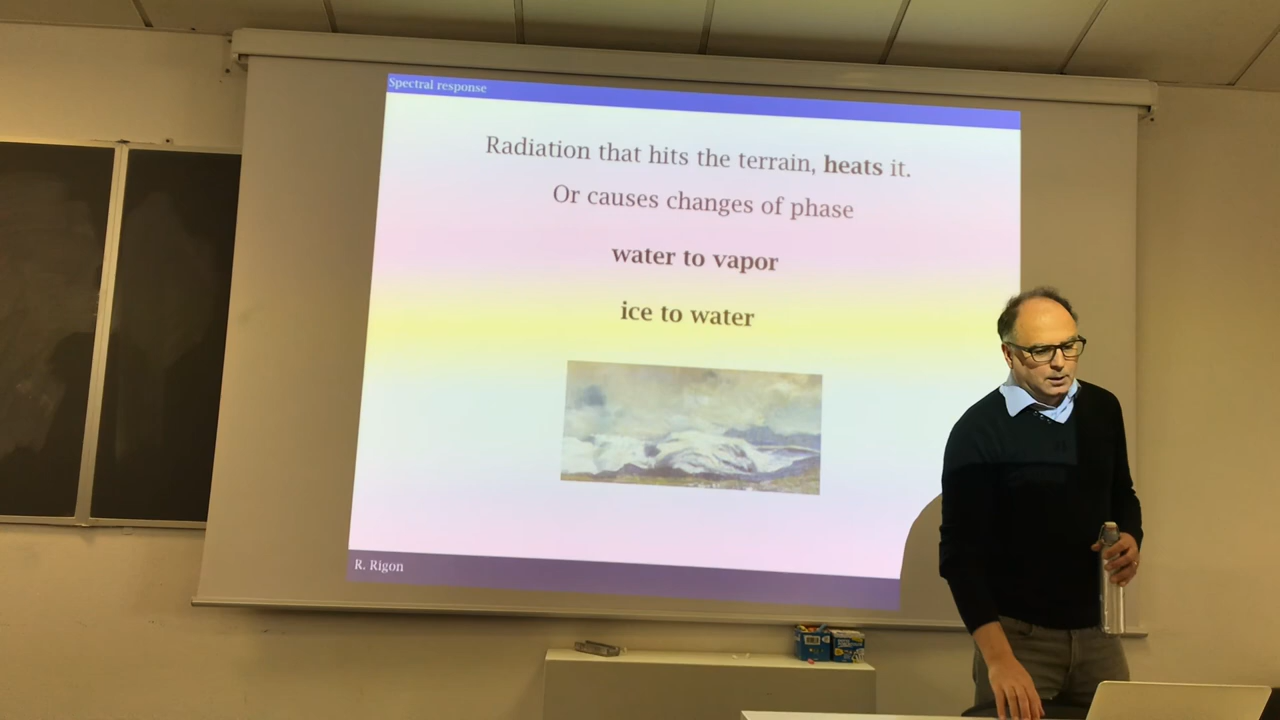 Spectral response
Radiation that hits the terrain, heats it.
Or causes changes of phase
water to vapor
ice to water
R. Rigon